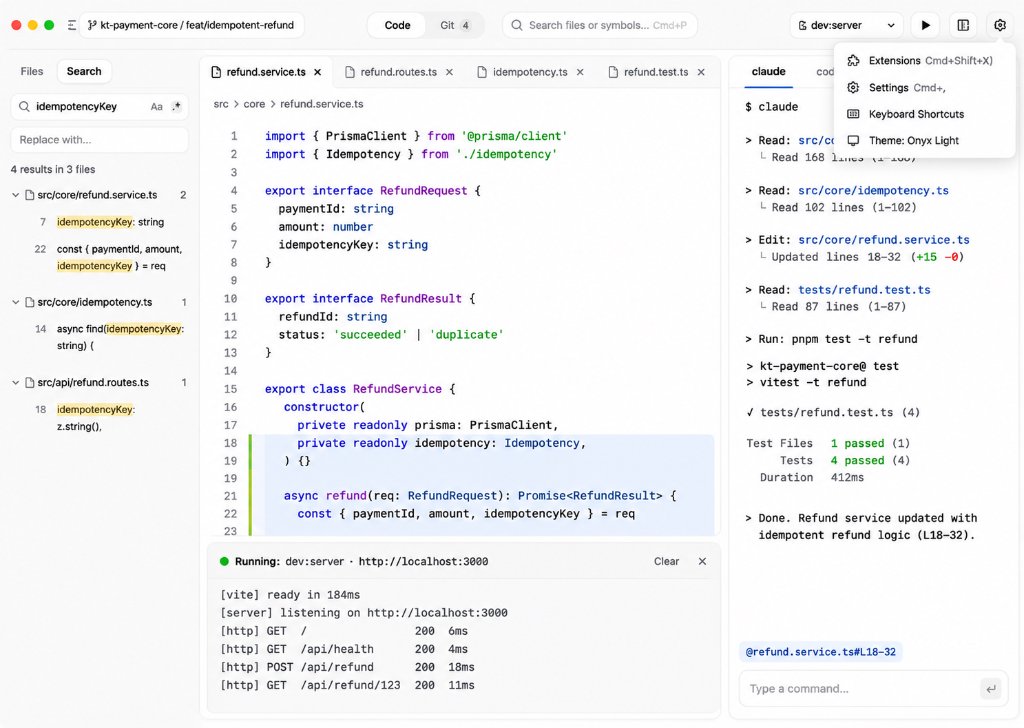 kt-payment-core / feat/idempotent-refund
Code
Git 4
Search files or symbols... Cmd+P
dev:server
Files
Search
idempotencyKey
Aa
.*
Replace with...
4 results in 3 files
src/core/refund.service.ts 2
7 idempotencyKey: string
22 const { paymentId, amount,
idempotencyKey } = req
src/core/idempotency.ts 1
14 async find(idempotencyKey:
string) {
src/api/refund.routes.ts 1
18 idempotencyKey:
z.string(),
refund.service.ts ×
refund.routes.ts ×
idempotency.ts ×
refund.test.ts ×
src > core > refund.service.ts
1 import { PrismaClient } from '@prisma/client'
2 import { Idempotency } from './idempotency'
3
4 export interface RefundRequest {
5 paymentId: string
6 amount: number
7 idempotencyKey: string
8 }
9
10 export interface RefundResult {
11 refundId: string
12 status: 'succeeded' | 'duplicate'
13 }
14
15 export class RefundService {
16 constructor(
17 private readonly prisma: PrismaClient,
18 private readonly idempotency: Idempotency,
19 ) {}
19
21 async refund(req: RefundRequest): Promise<RefundResult> {
22 const { paymentId, amount, idempotencyKey } = req
23
Running: dev:server · http://localhost:3000
Clear ×
[vite] ready in 184ms
[server] listening on http://localhost:3000
[http] GET / 200 6ms
[http] GET /api/health 200 4ms
[http] POST /api/refund 200 18ms
[http] GET /api/refund/123 200 11ms
claude
Extensions Cmd+Shift+X)
Settings Cmd+,
Keyboard Shortcuts
Theme: Onyx Light
$ claude
> Read:
└ Read 168 lines
> Read: src/core/idempotency.ts
└ Read 102 lines (1-102)
> Edit: src/core/refund.service.ts
└ Updated lines 18-32 (+15 -0)
> Read: tests/refund.test.ts
└ Read 87 lines (1-87)
> Run: pnpm test -t refund
> kt-payment-core@ test
> vitest -t refund
✓ tests/refund.test.ts (4)
Test Files 1 passed (1)
Tests 4 passed (4)
Duration 412ms
> Done. Refund service updated with
idempotent refund logic (L18-32).
@refund.service.ts#L18-32
Type a command...